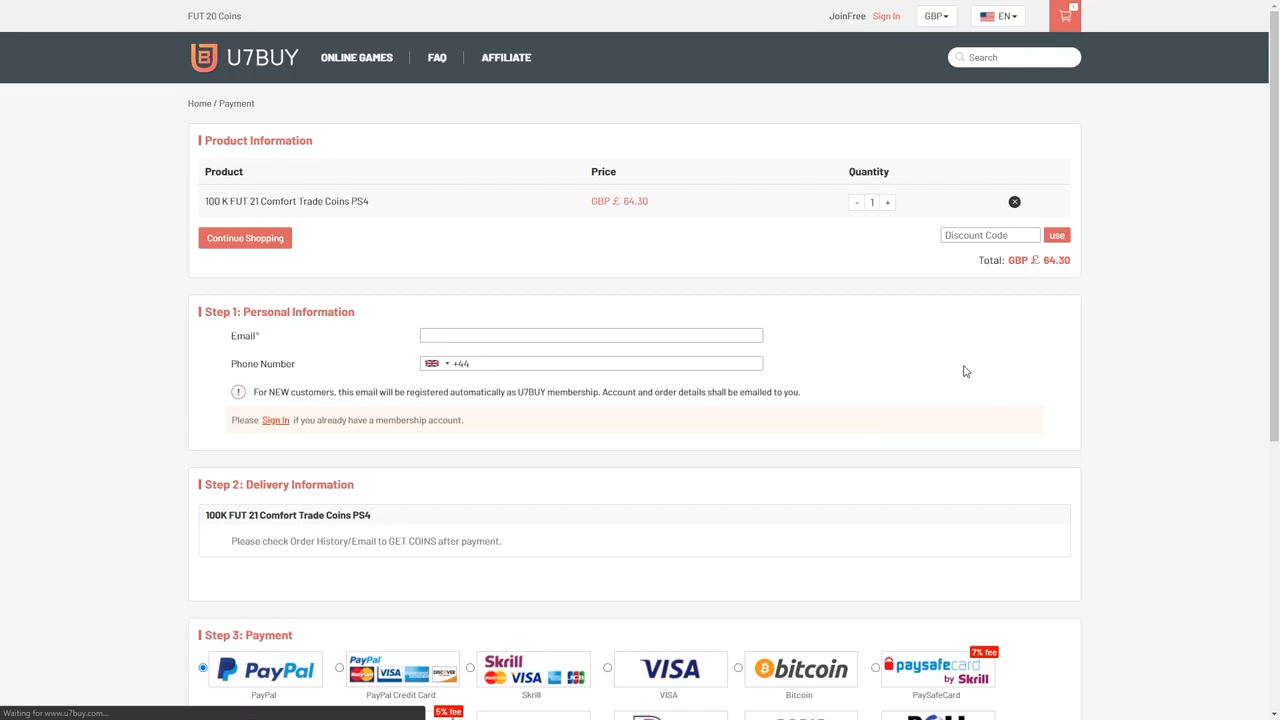 FUT 20 Coins
JoinFree Sign In GBP EN 1
U7BUY ONLINE GAMES FAQ AFFILIATE Search
Home / Payment
Product Information
Product Price Quantity
100 K FUT 21 Comfort Trade Coins PS4 GBP £ 64.30 - 1 +
Continue Shopping Discount Code use
Total: GBP £ 64.30
Step 1: Personal Information
Email*
Phone Number +44
! For NEW customers, this email will be registered automatically as U7BUY membership. Account and order details shall be emailed to you.
Please Sign In if you already have a membership account.
Step 2: Delivery Information
100K FUT 21 Comfort Trade Coins PS4
Please check Order History/Email to GET COINS after payment.
Step 3: Payment
7% fee
PayPal PayPal VISA DISCOVER Skrill VISA JCB VISA bitcoin paysafecard by Skrill
PayPal PayPal Credit Card Skrill VISA Bitcoin PaySafeCard
5% fee
Waiting for www.u7buy.com...